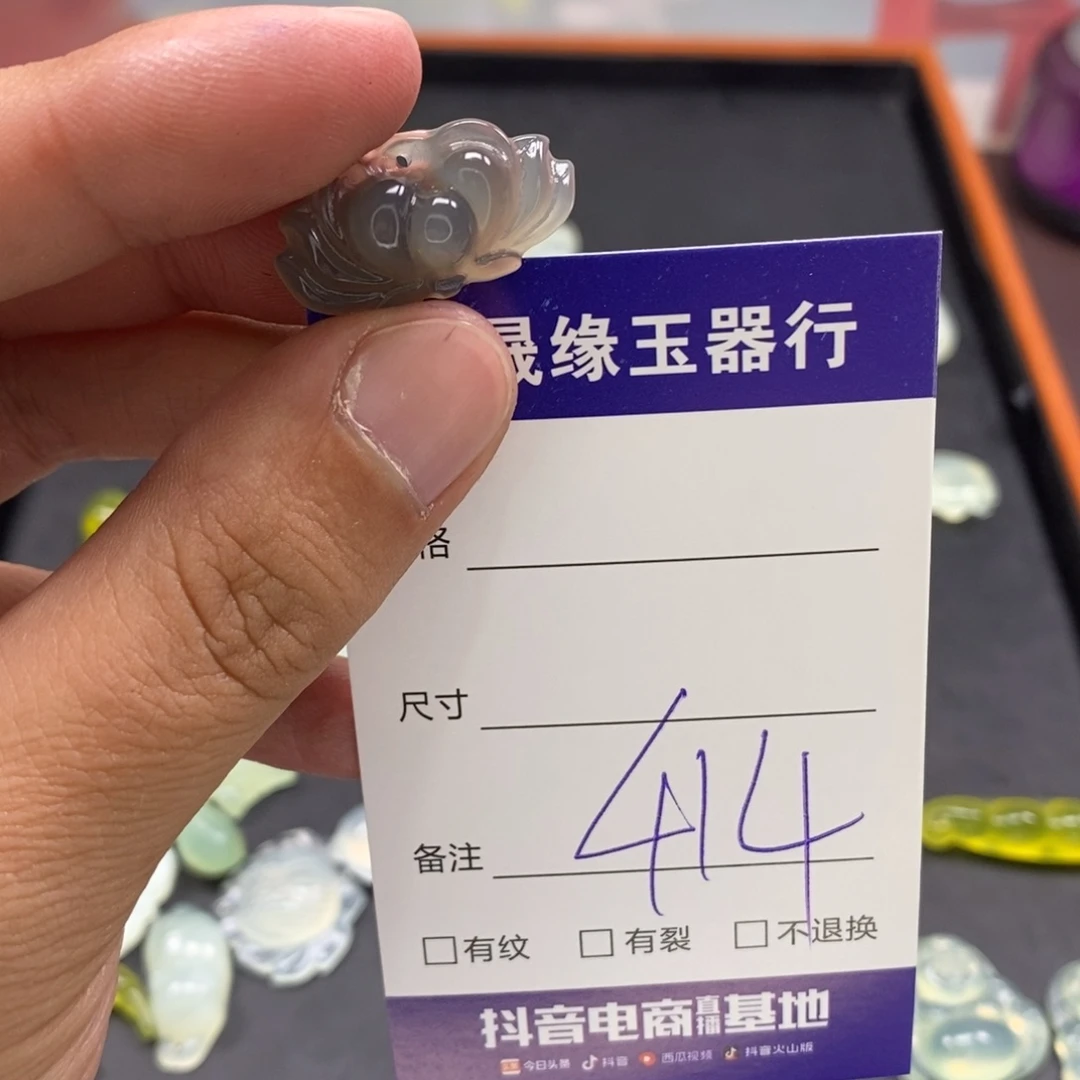 晟缘玉器行
格
尺寸
备注 414
有纹 有裂 不退换
抖音电商直播基地
今日头条 抖音 西瓜视频 抖音火山版